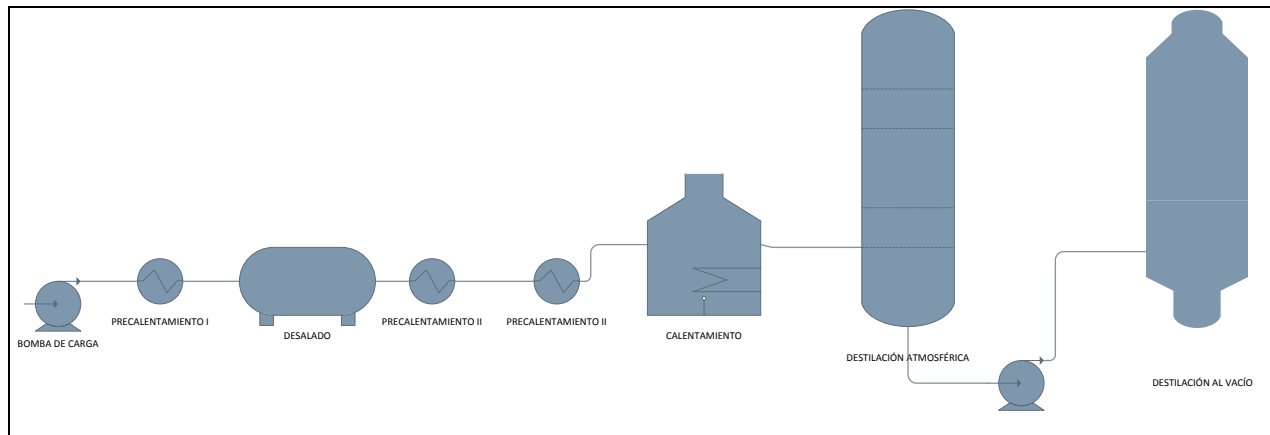 BOMBA DE CARGA
PRECALENTAMIENTO I
DESALADO
PRECALENTAMIENTO II
PRECALENTAMIENTO II
CALENTAMIENTO
DESTILACIÓN ATMOSFÉRICA
DESTILACIÓN AL VACÍO